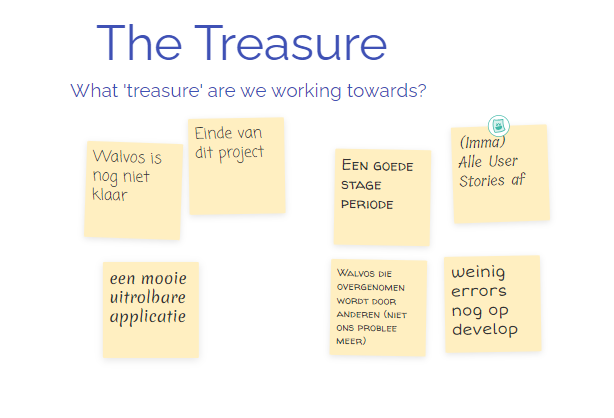 The Treasure
What 'treasure' are we working towards?
Walvos is
nog niet
klaar
Einde van
dit project
Een goede
stage
periode
(Imma)
Alle User
Stories af
een mooie
uitrolbare
applicatie
Walvos die
overgenomen
wordt door
anderen (niet
ons problee
meer)
weinig
errors
nog op
develop